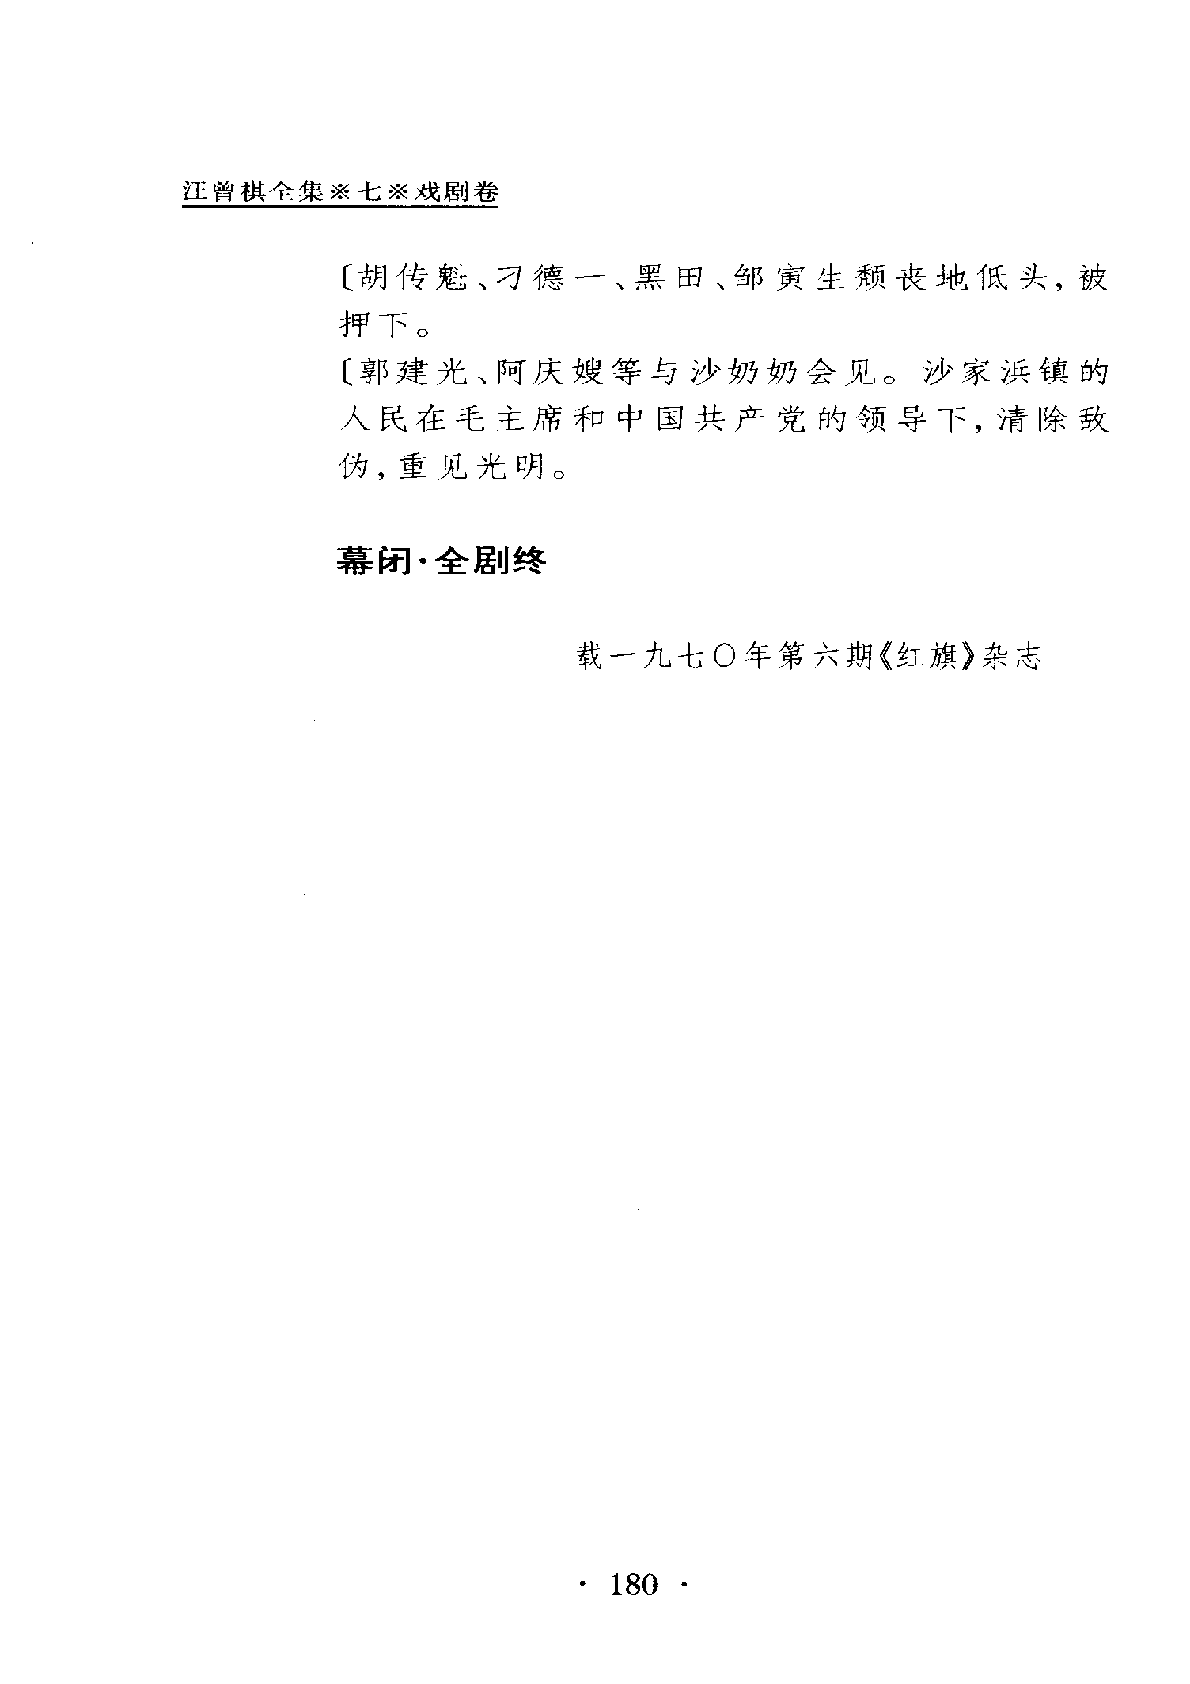 汪曾棋全集※七※戏剧卷
〔胡传魁、刁德一、黑田、邹寅生颓丧地低头，被
押下。
〔郭建光、阿庆嫂等与沙奶奶会见。沙家浜镇的
人民在毛主席和中国共产党的领导下，清除敌
伪，重见光明。
幕闭·全剧终
载一九七〇年第六期《红旗》杂志
· 180 ·